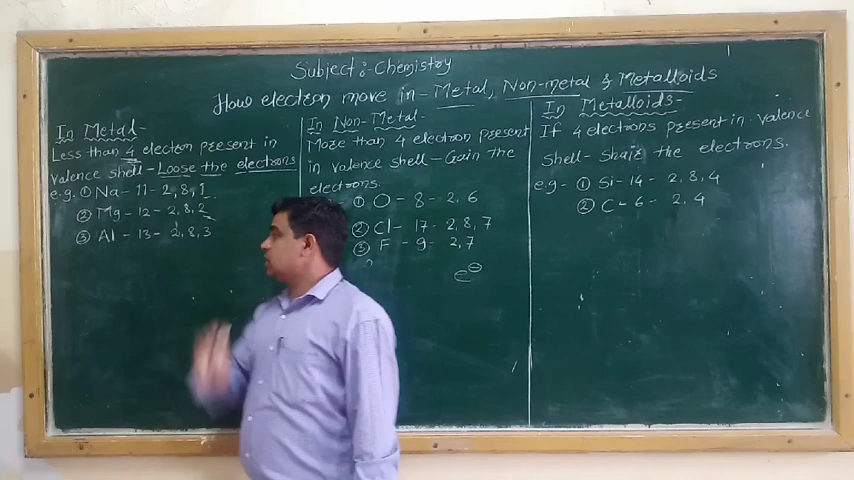 Subject :- Chemistry
How electron move in - Metal, Non-metal & Metalloids
In Metal -
Less than 4 electron present in
valence shell - Loose the electrons
e.g. ① Na - 11 - 2, 8, 1
② Mg - 12 - 2, 8, 2
③ Al - 13 - 2, 8, 3
In Non-Metal -
More than 4 electron present
in valence shell - Gain the
electrons.
① O - 8 - 2, 6
② Cl - 17 - 2, 8, 7
③ F - 9 - 2, 7
e⊖
In Metalloids -
If 4 electrons present in valence
shell - Share the electrons.
e.g - ① Si - 14 - 2, 8, 4
② C - 6 - 2, 4